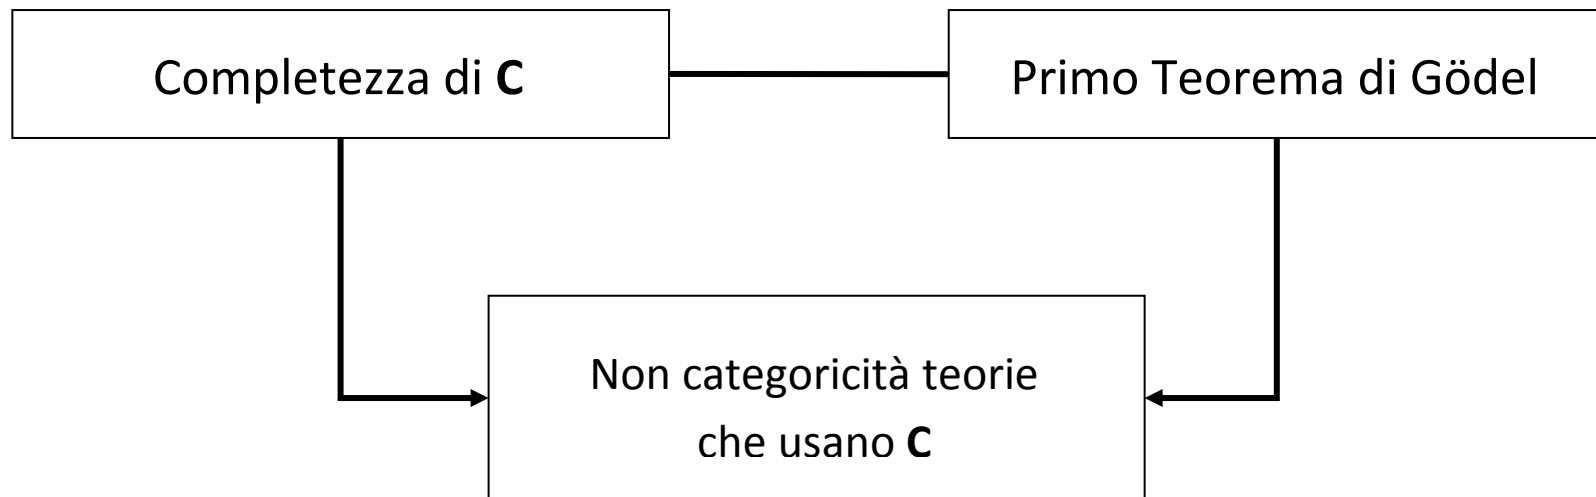 Completezza di C
Primo Teorema di Gödel
Non categoricità teorie
che usano C